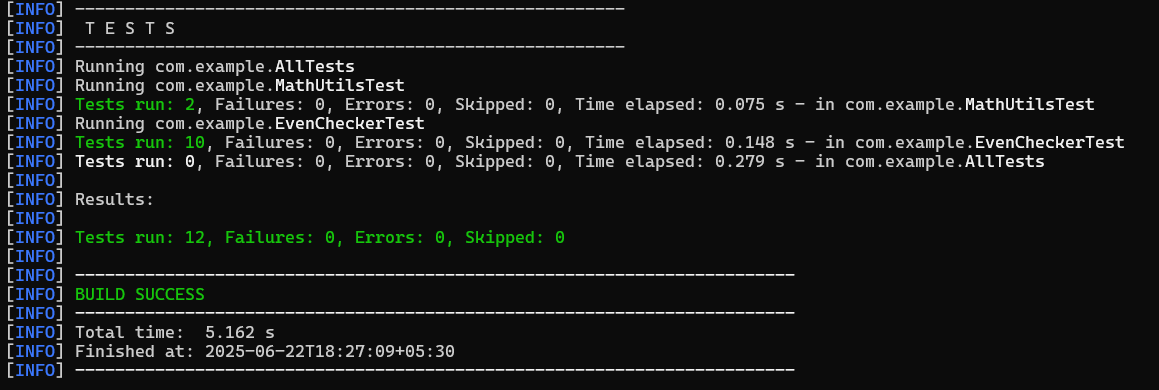 [INFO] -------------------------------------------------------
[INFO]  T E S T S
[INFO] -------------------------------------------------------
[INFO] Running com.example.AllTests
[INFO] Running com.example.MathUtilsTest
[INFO] Tests run: 2, Failures: 0, Errors: 0, Skipped: 0, Time elapsed: 0.075 s - in com.example.MathUtilsTest
[INFO] Running com.example.EvenCheckerTest
[INFO] Tests run: 10, Failures: 0, Errors: 0, Skipped: 0, Time elapsed: 0.148 s - in com.example.EvenCheckerTest
[INFO] Tests run: 0, Failures: 0, Errors: 0, Skipped: 0, Time elapsed: 0.279 s - in com.example.AllTests
[INFO]
[INFO] Results:
[INFO]
[INFO] Tests run: 12, Failures: 0, Errors: 0, Skipped: 0
[INFO]
[INFO] ------------------------------------------------------------------------
[INFO] BUILD SUCCESS
[INFO] ------------------------------------------------------------------------
[INFO] Total time:  5.162 s
[INFO] Finished at: 2025-06-22T18:27:09+05:30
[INFO] ------------------------------------------------------------------------